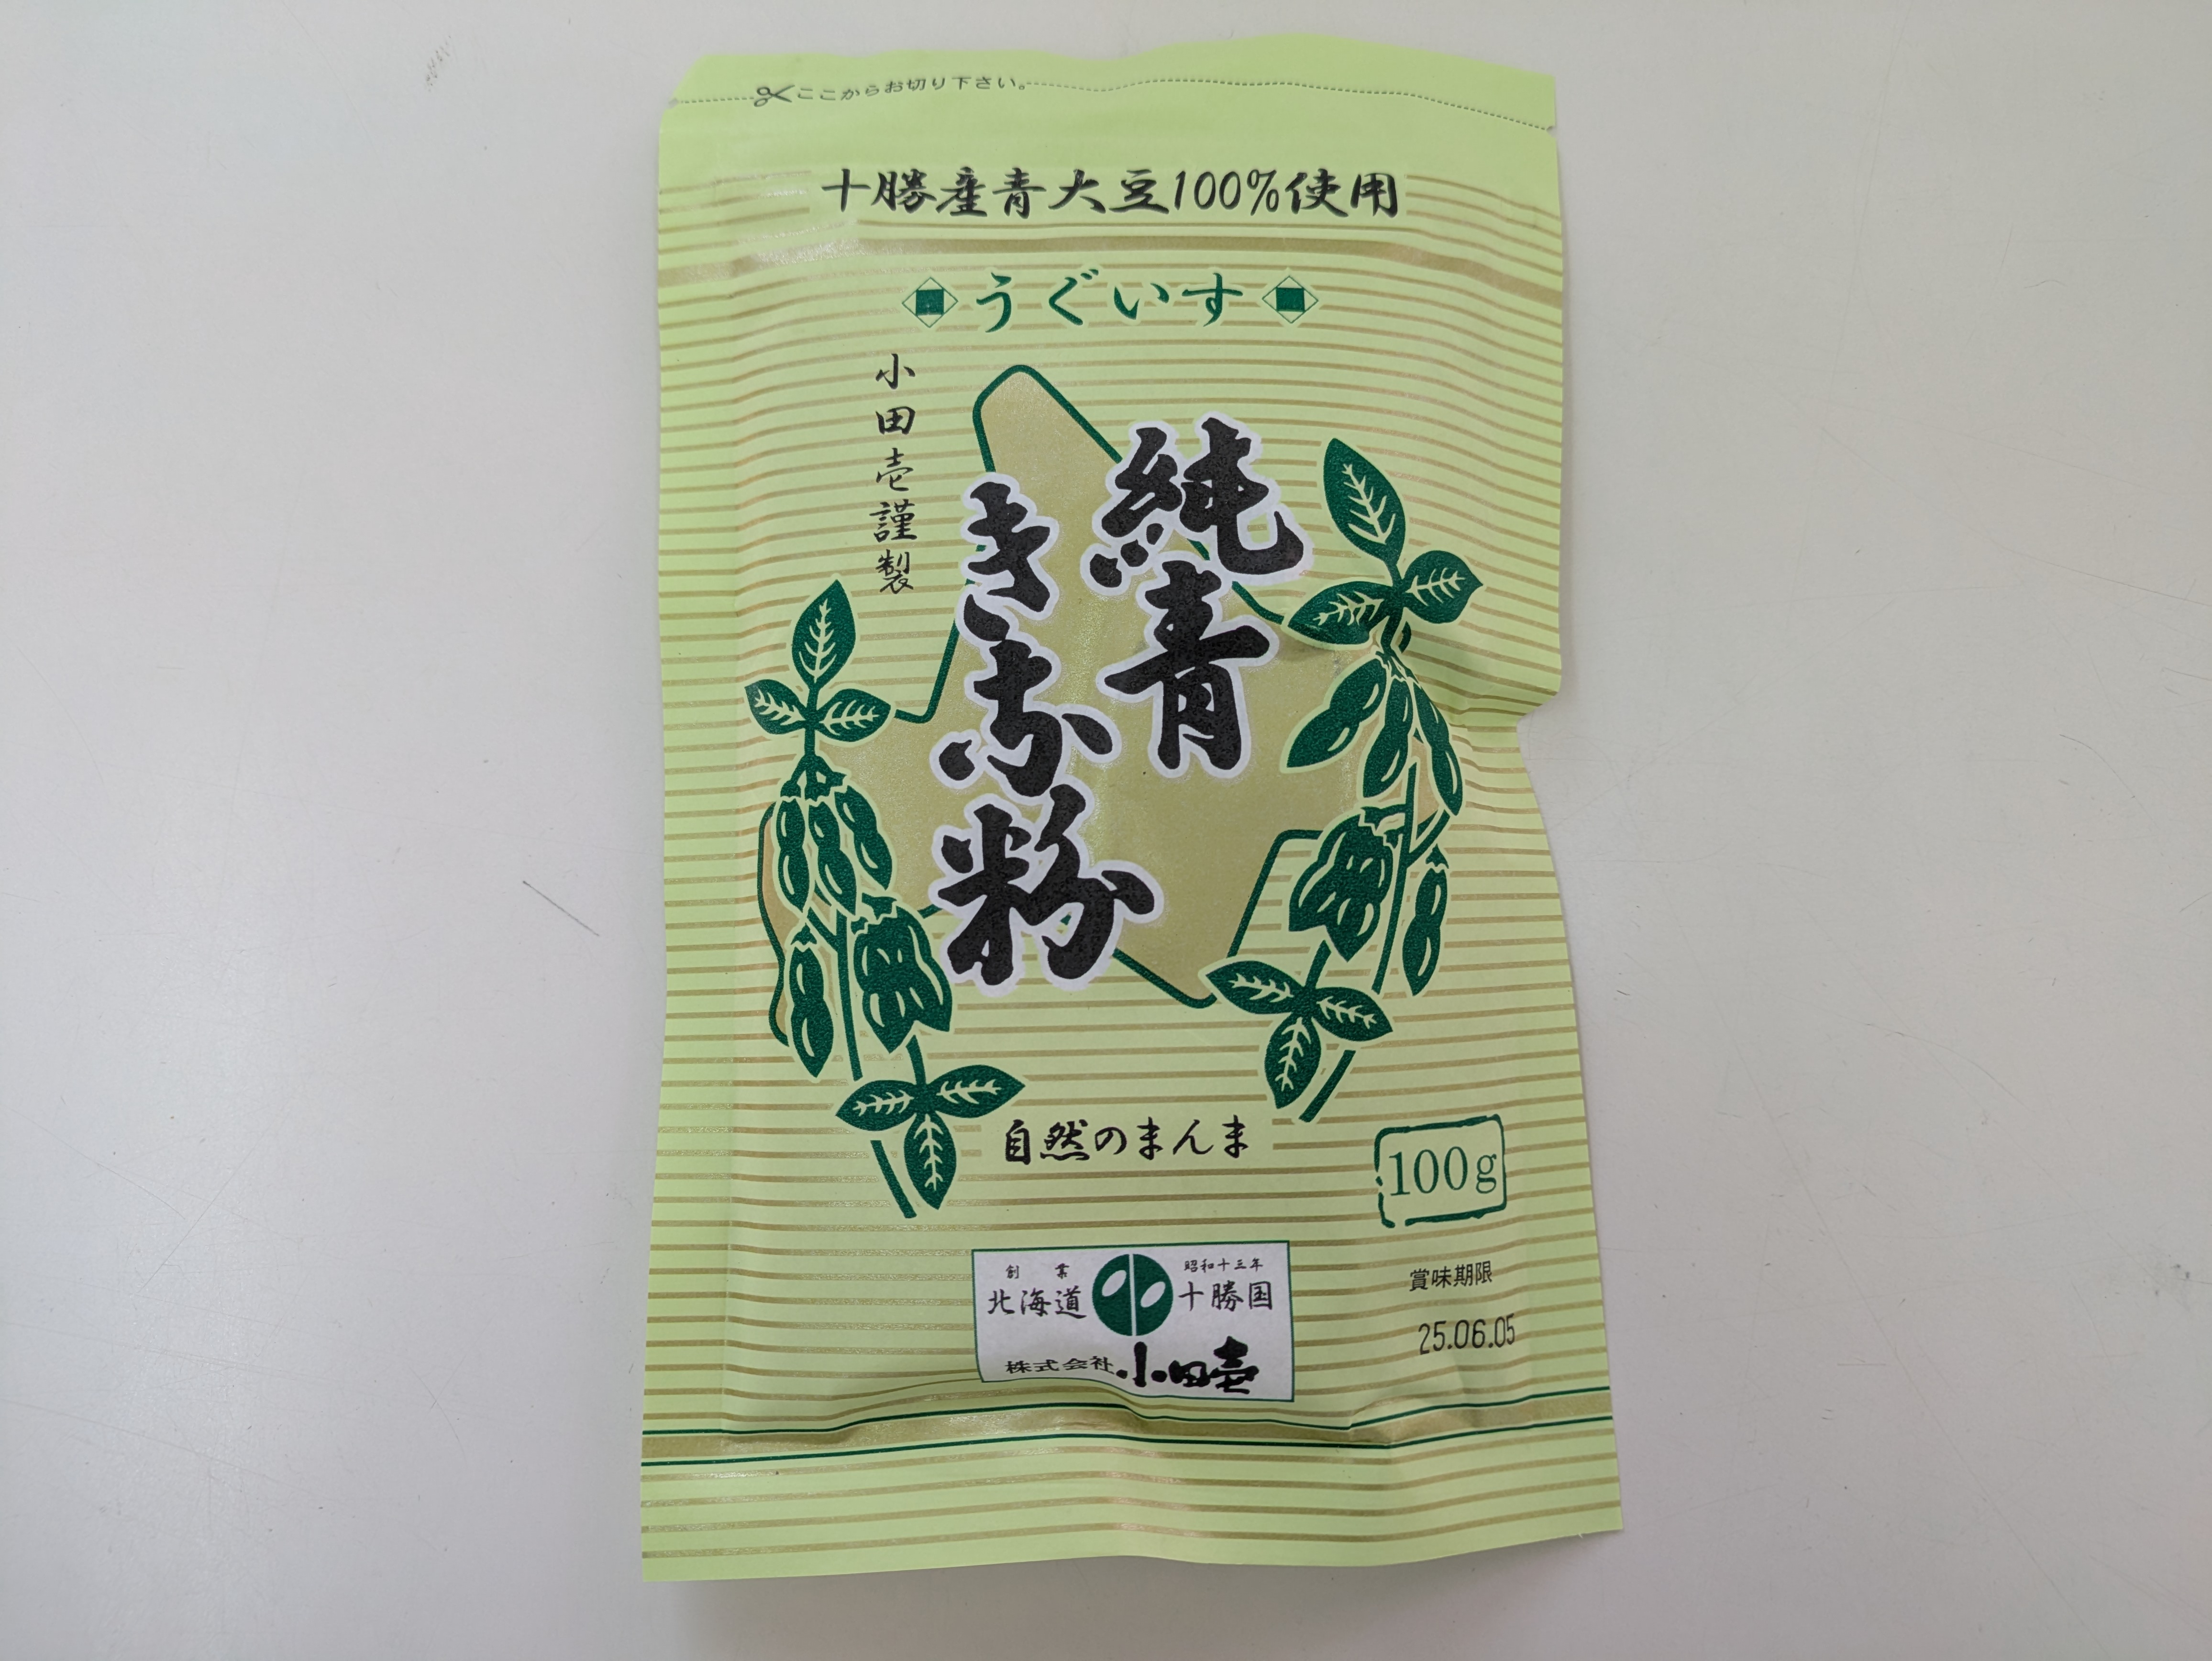 ここからお切り下さい。
十勝産青大豆100%使用
うぐいす
純青
きな粉
小田壱謹製
自然のまんま
100g
創業
昭和十三年
北海道
十勝国
株式会社小田壱
賞味期限
25.06.05